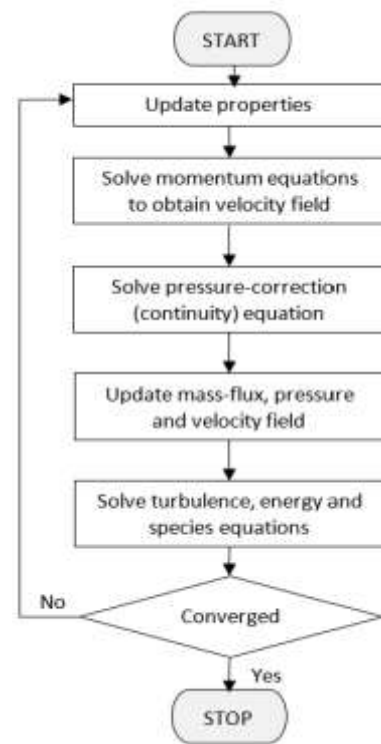 START
Update properties
Solve momentum equations
to obtain velocity field
Solve pressure-correction
(continuity) equation
Update mass-flux, pressure
and velocity field
Solve turbulence, energy and
species equations
No
Converged
Yes
STOP